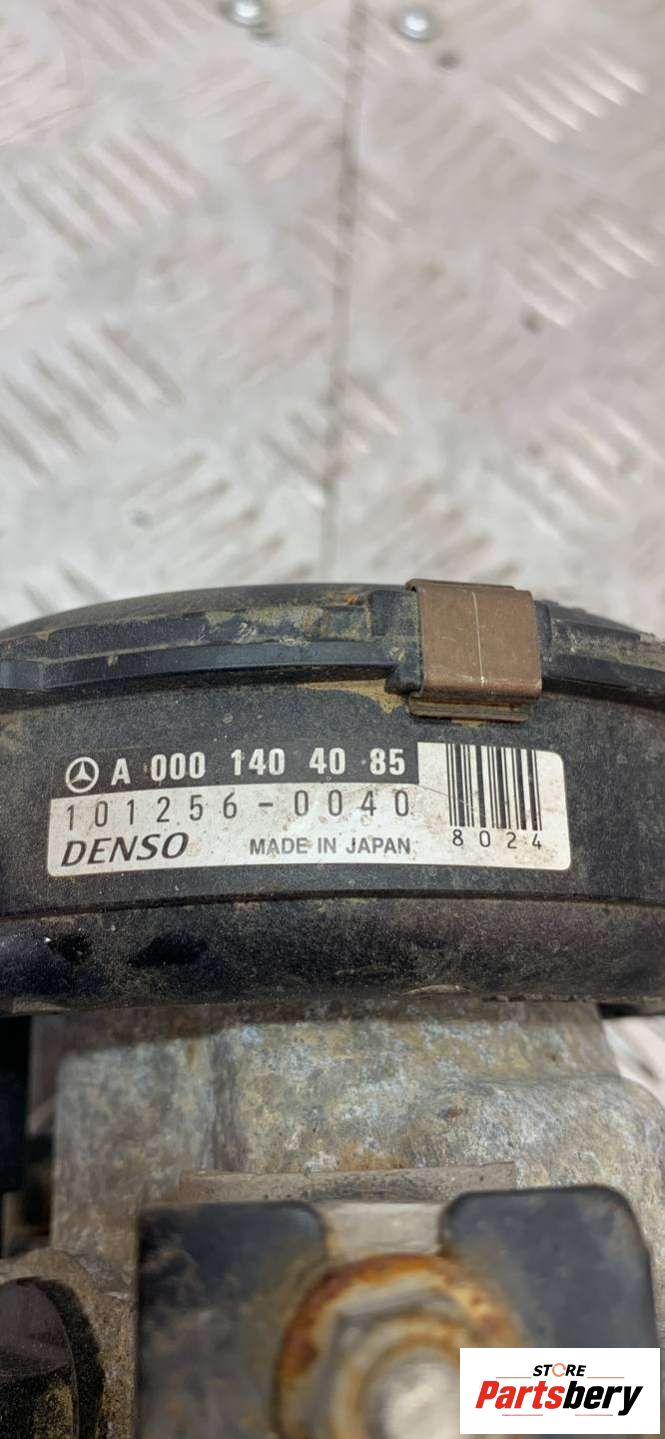 A 000 140 40 85
101256-0040
DENSO MADE IN JAPAN
8024
STORE
Partsbery